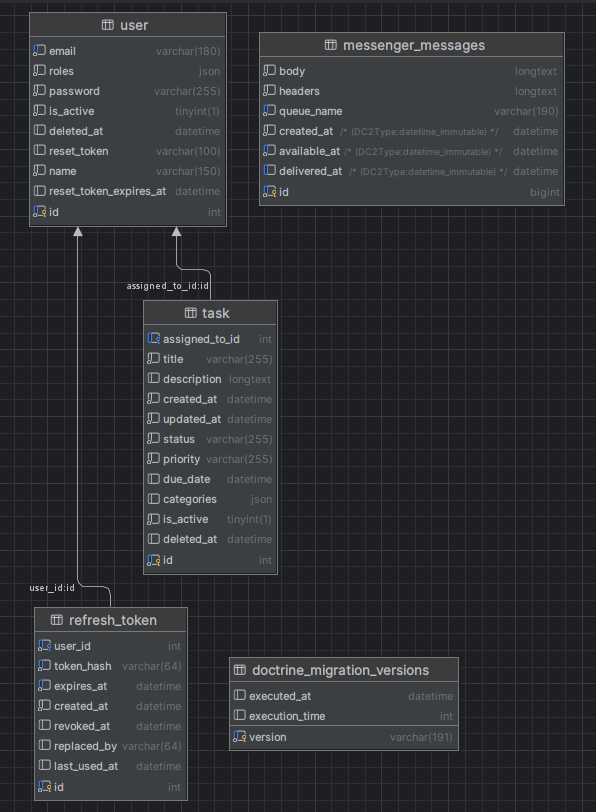 user
email varchar(180)
roles json
password varchar(255)
is_active tinyint(1)
deleted_at datetime
reset_token varchar(100)
name varchar(150)
reset_token_expires_at datetime
id int
messenger_messages
body longtext
headers longtext
queue_name varchar(190)
created_at /* (DC2Type:datetime_immutable) */ datetime
available_at /* (DC2Type:datetime_immutable) */ datetime
delivered_at /* (DC2Type:datetime_immutable) */ datetime
id bigint
assigned_to_id:id
task
assigned_to_id int
title varchar(255)
description longtext
created_at datetime
updated_at datetime
status varchar(255)
priority varchar(255)
due_date datetime
categories json
is_active tinyint(1)
deleted_at datetime
id int
user_id:id
refresh_token
user_id int
token_hash varchar(64)
expires_at datetime
created_at datetime
revoked_at datetime
replaced_by varchar(64)
last_used_at datetime
id int
doctrine_migration_versions
executed_at datetime
execution_time int
version varchar(191)